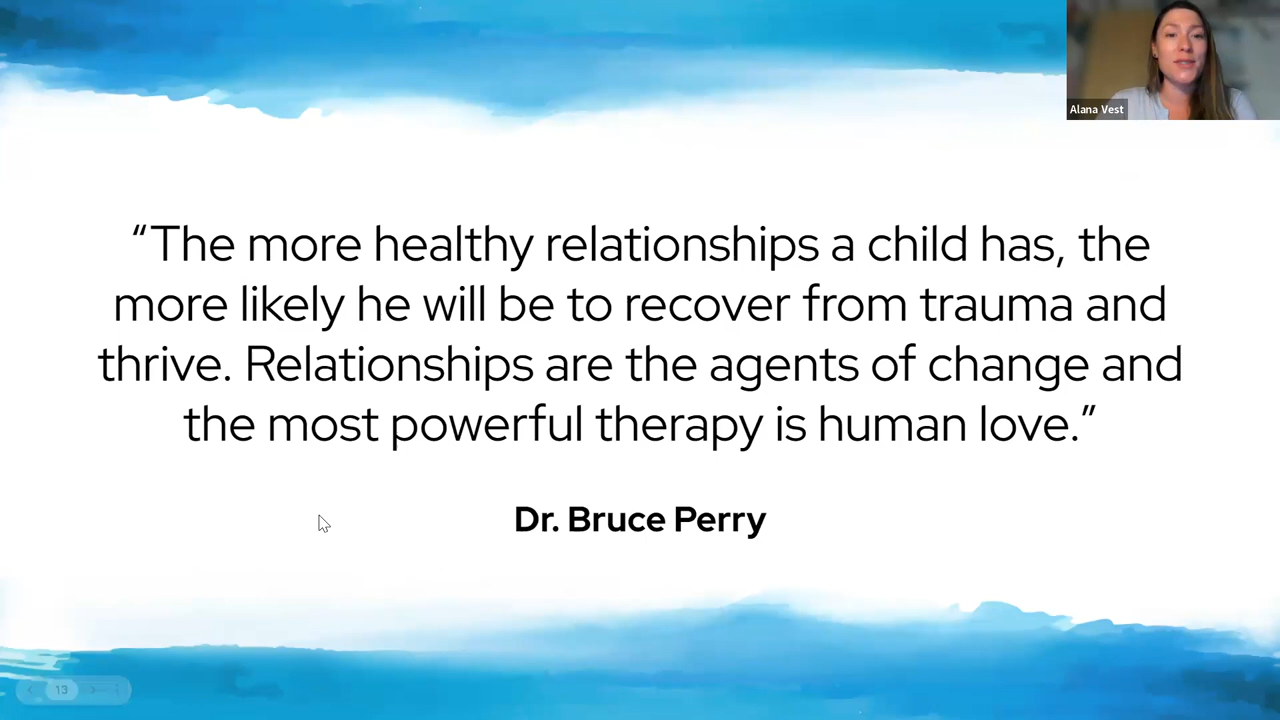 Alana Vest
“The more healthy relationships a child has, the
more likely he will be to recover from trauma and
thrive. Relationships are the agents of change and
the most powerful therapy is human love.”
Dr. Bruce Perry
13